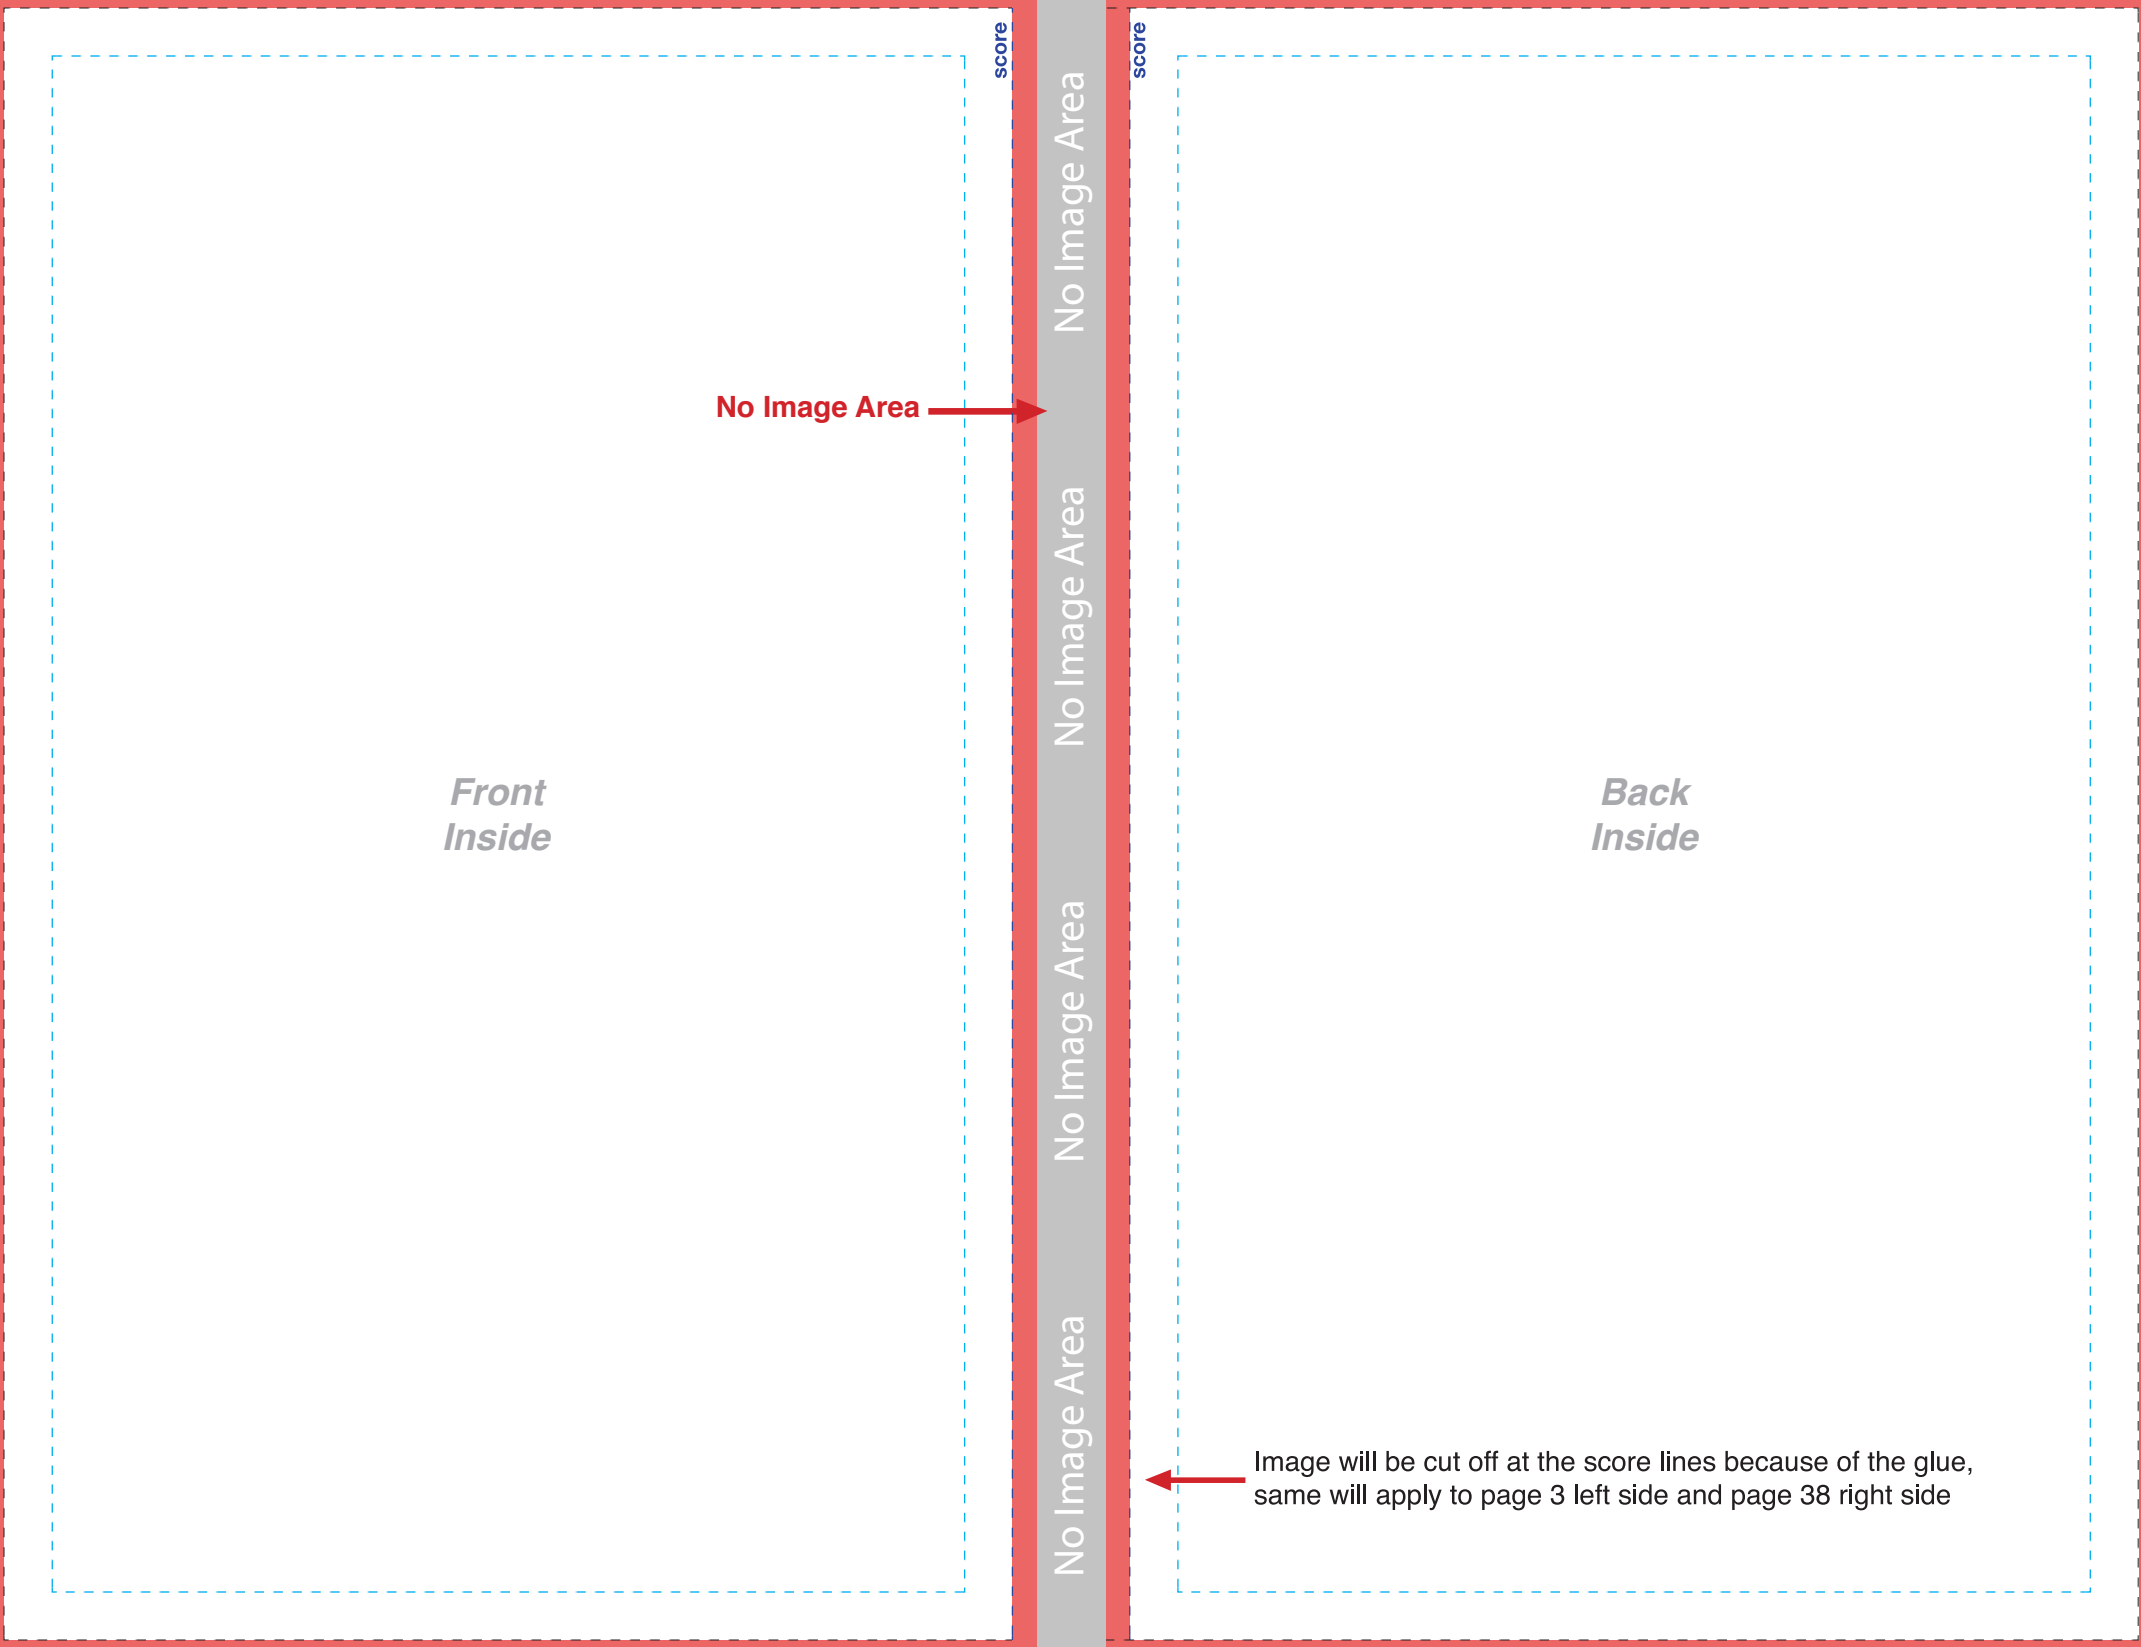 score
score
No Image Area
No Image Area
No Image Area
No Image Area
No Image Area
Front
Inside
Back
Inside
Image will be cut off at the score lines because of the glue,
same will apply to page 3 left side and page 38 right side